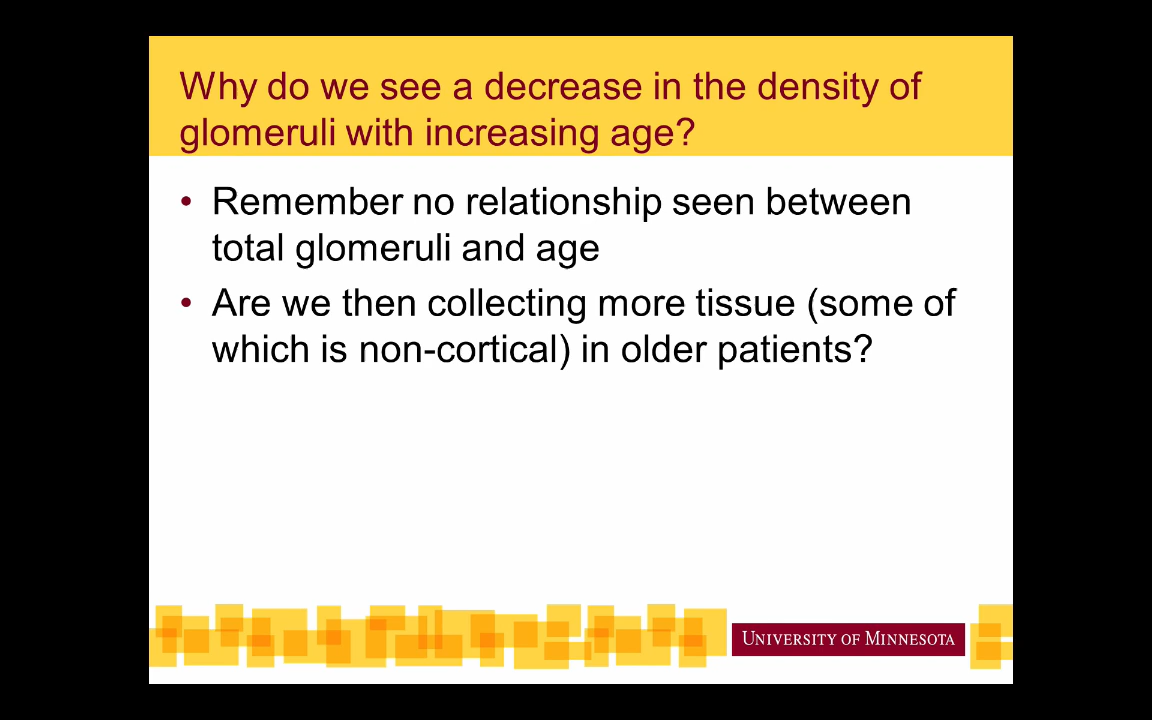 Why do we see a decrease in the density of
glomeruli with increasing age?
• Remember no relationship seen between
total glomeruli and age
• Are we then collecting more tissue (some of
which is non-cortical) in older patients?
UNIVERSITY OF MINNESOTA